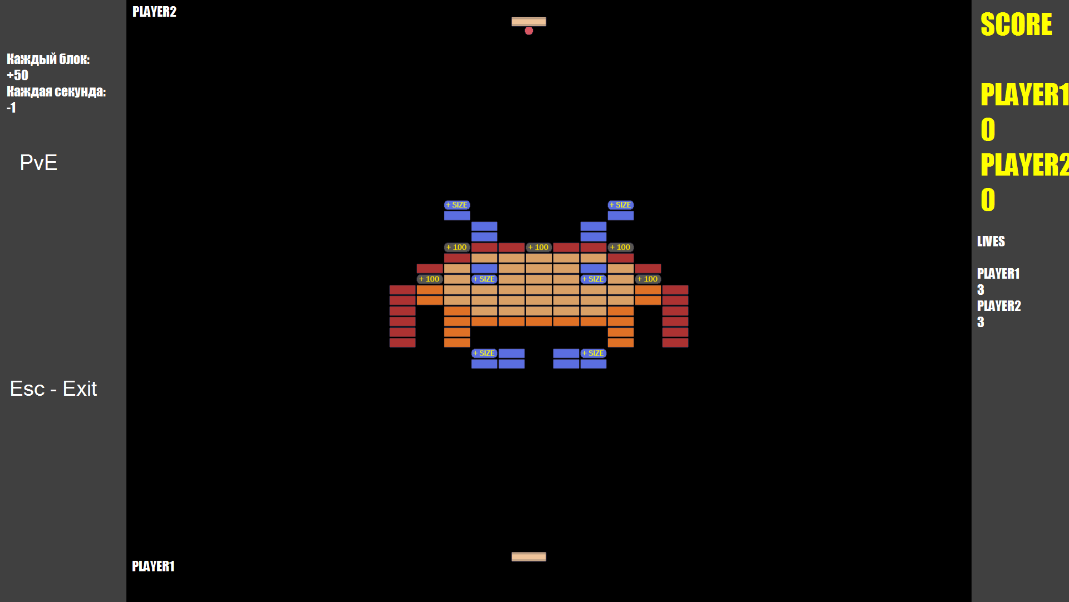 PLAYER2
Каждый блок:
+50
Каждая секунда:
-1
PvE
Esc - Exit
+ SIZE
+ SIZE
+ 100
+ 100
+ 100
+ 100
+ SIZE
+ SIZE
+ 100
+ SIZE
+ SIZE
PLAYER1
SCORE
PLAYER1
0
PLAYER2
0
LIVES
PLAYER1
3
PLAYER2
3